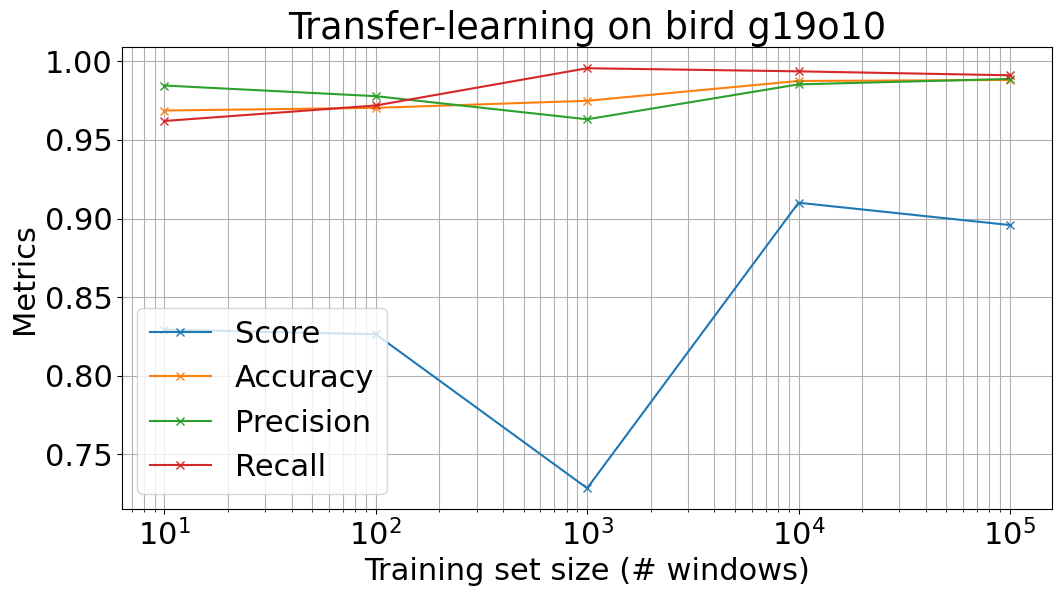 Transfer-learning on bird g19o10
1.00
0.95
0.90
0.85
0.80
0.75
Metrics
Score
Accuracy
Precision
Recall
10¹ 10² 10³ 10⁴ 10⁵
Training set size (# windows)